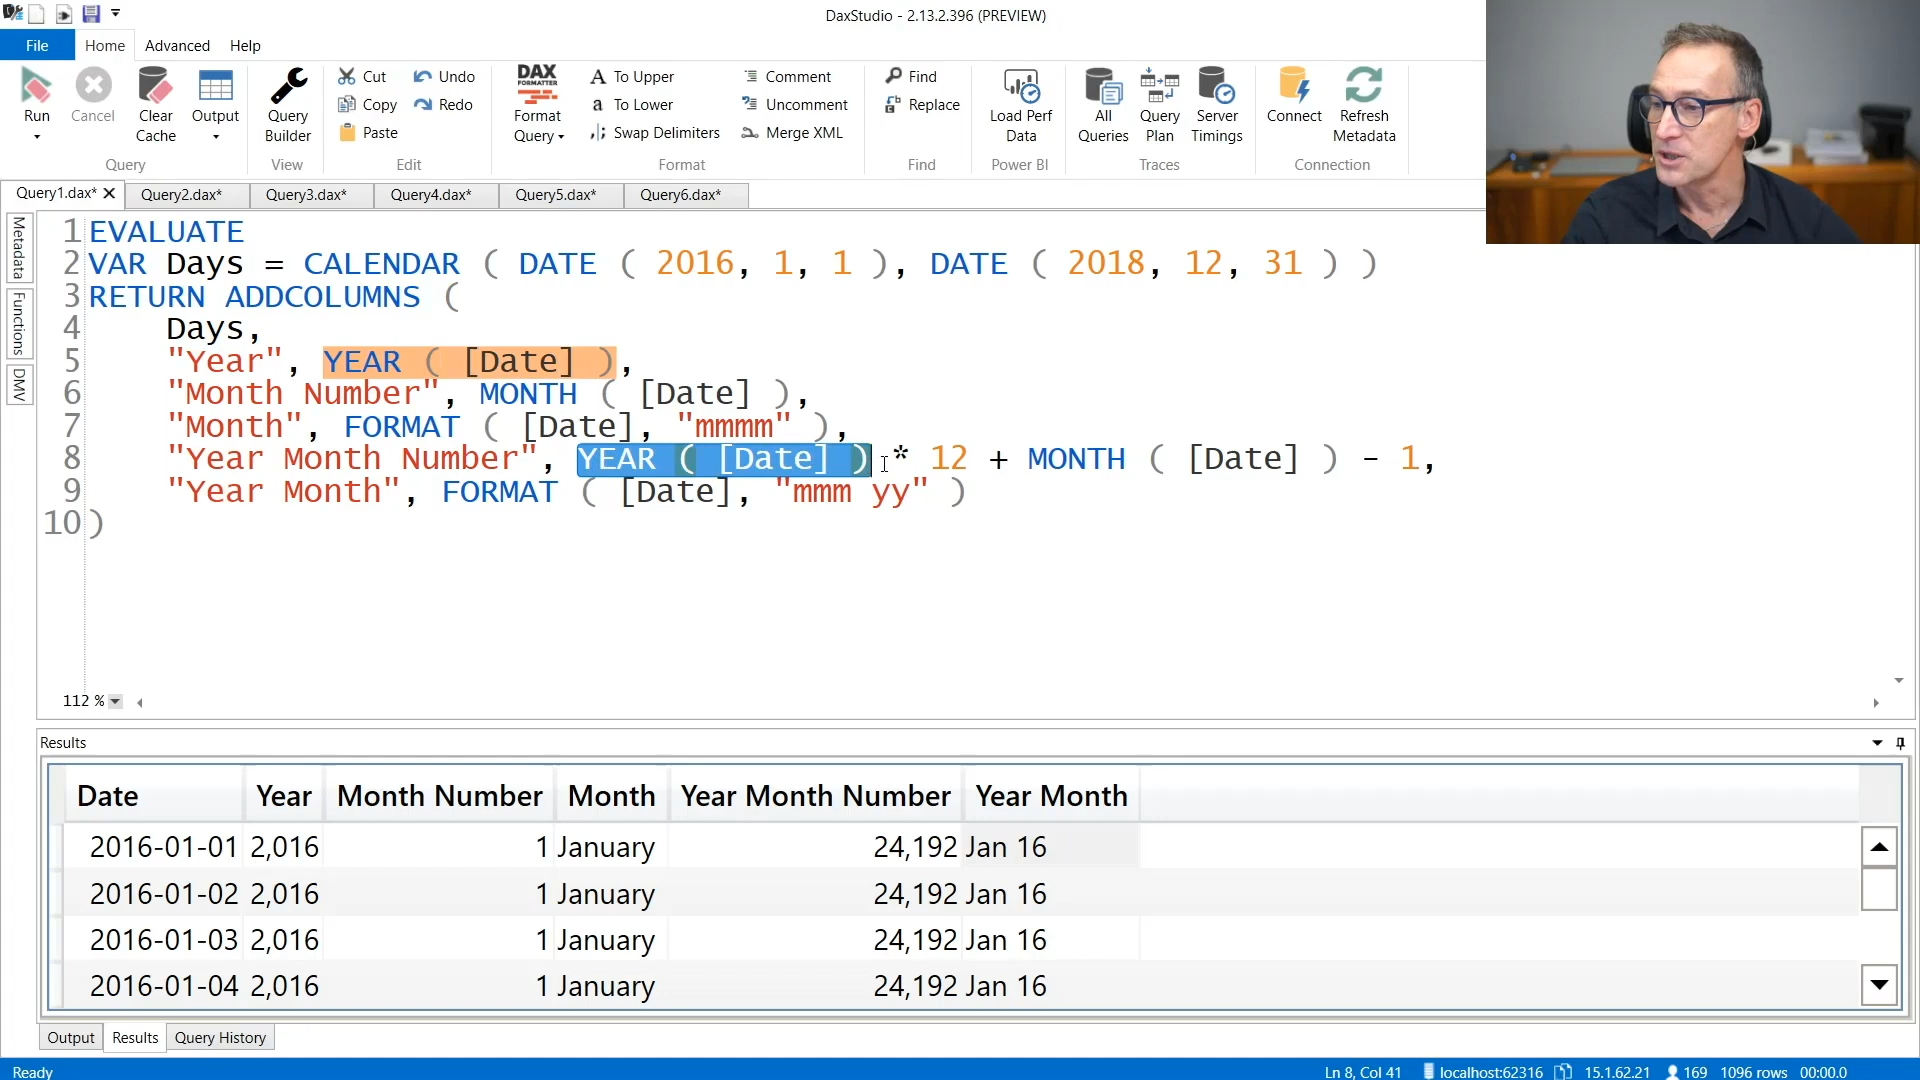 DaxStudio - 2.13.2.396 (PREVIEW)
File Home Advanced Help
Run
Cancel
Clear Cache
Output
Query
Query Builder
View
Cut
Copy
Paste
Undo
Redo
Edit
DAX FORMATTER
Format Query
To Upper
To Lower
Swap Delimiters
Comment
Uncomment
Merge XML
Format
Find
Replace
Find
Load Perf Data
Power BI
All Queries
Query Plan
Server Timings
Traces
Connect
Refresh Metadata
Connection
Query1.dax* Query2.dax* Query3.dax* Query4.dax* Query5.dax* Query6.dax*
Metadata
Functions
DMV
1 EVALUATE
2 VAR Days = CALENDAR ( DATE ( 2016, 1, 1 ), DATE ( 2018, 12, 31 ) )
3 RETURN ADDCOLUMNS (
4 Days,
5 "Year", YEAR ( [Date] ),
6 "Month Number", MONTH ( [Date] ),
7 "Month", FORMAT ( [Date], "mmmm" ),
8 "Year Month Number", YEAR ( [Date] ) * 12 + MONTH ( [Date] ) - 1,
9 "Year Month", FORMAT ( [Date], "mmm yy" )
10 )
112 %
Results
Date Year Month Number Month Year Month Number Year Month
2016-01-01 2,016 1 January 24,192 Jan 16
2016-01-02 2,016 1 January 24,192 Jan 16
2016-01-03 2,016 1 January 24,192 Jan 16
2016-01-04 2,016 1 January 24,192 Jan 16
Output Results Query History
Ready Ln 8, Col 41 localhost:62316 15.1.62.21 169 1096 rows 00:00.0